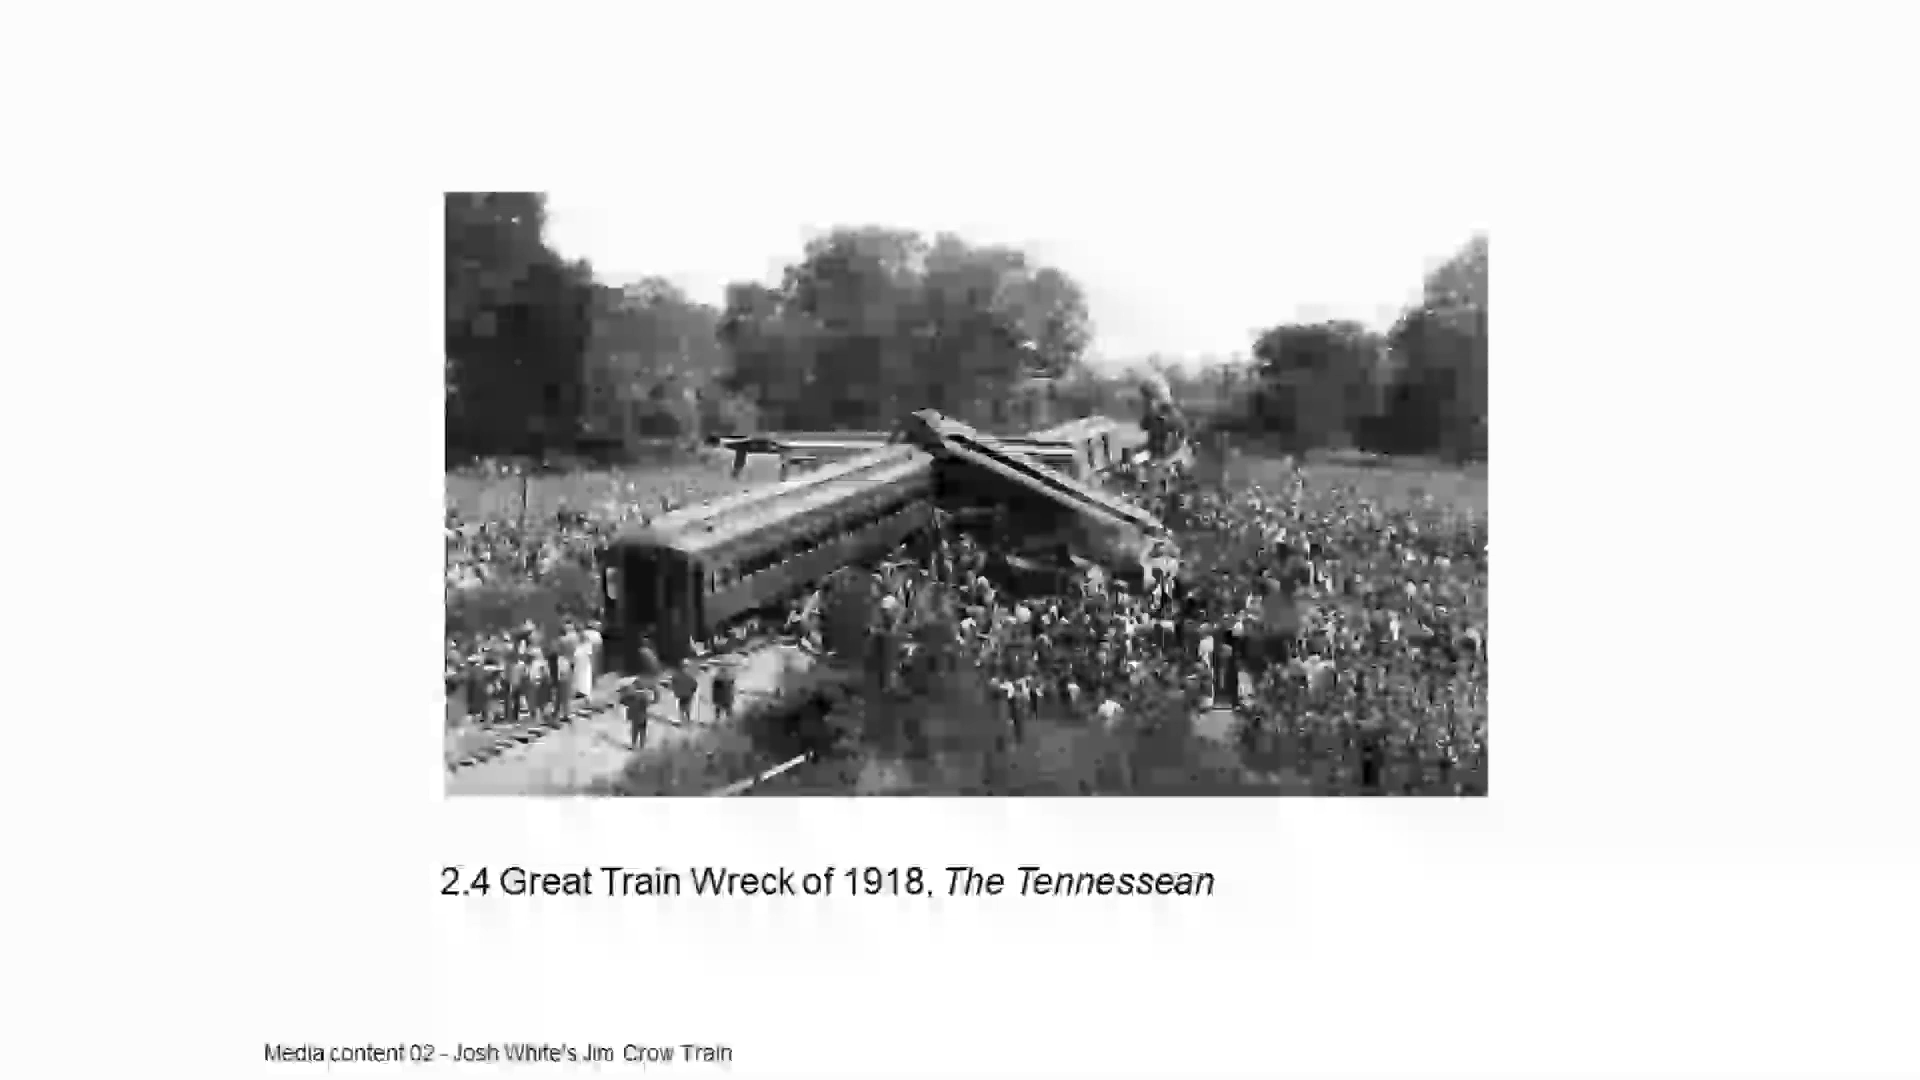 2.4 Great Train Wreck of 1918, The Tennessean
Media content 02 - Josh White's Jim Crow Train